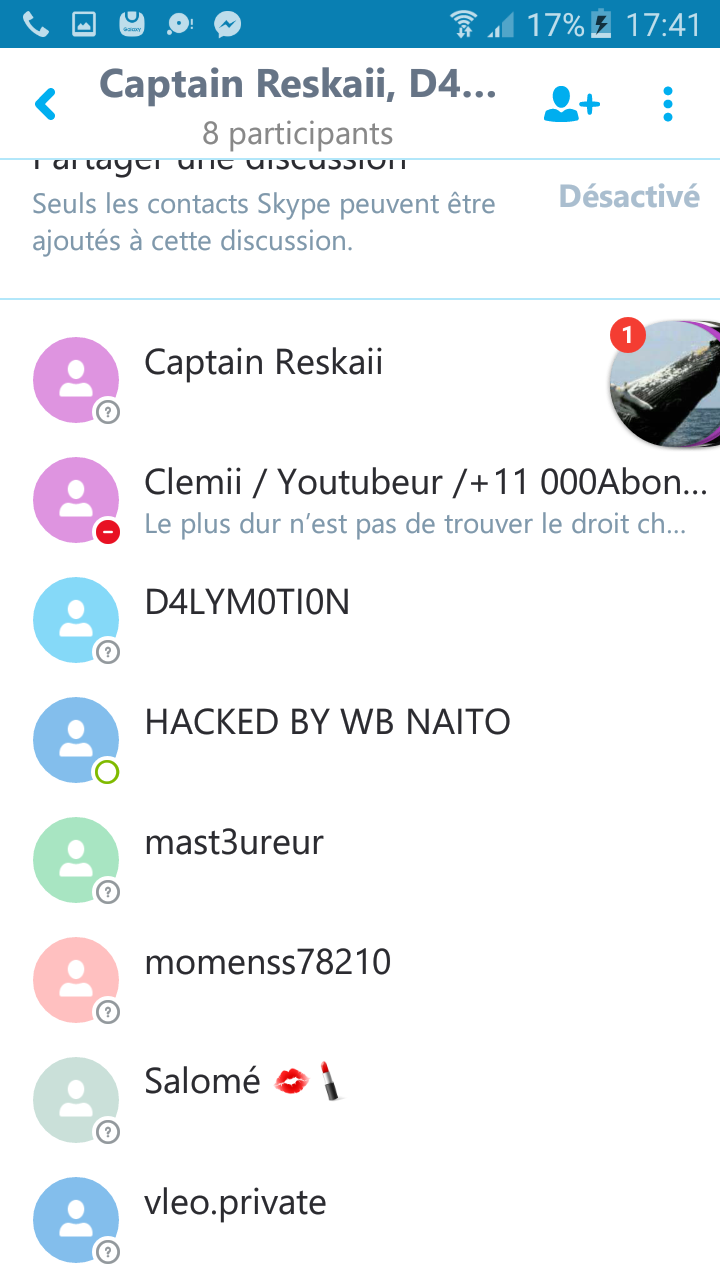 17% 17:41
Captain Reskaii, D4...
8 participants
Partager une discussion
Seuls les contacts Skype peuvent être
ajoutés à cette discussion.
Désactivé
1
Captain Reskaii
Clemii / Youtubeur /+11 000Abon...
Le plus dur n’est pas de trouver le droit ch...
D4LYM0TI0N
HACKED BY WB NAITO
mast3ureur
momenss78210
Salomé 💋💄
vleo.private